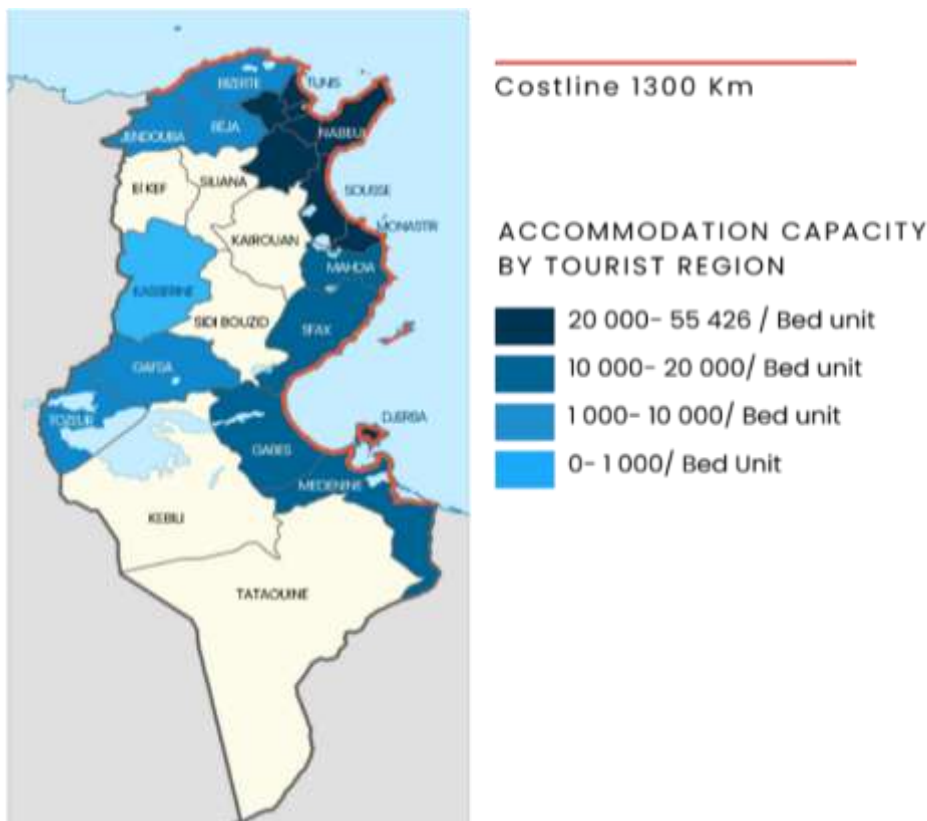 BIZERTE
TUNIS
JENDOUBA
BEJA
NABEUL
El KEF
SILIANA
SOUSSE
KAIROUAN
MONASTIR
MAHDIA
KASSERINE
SIDI BOUZID
SFAX
GAFSA
TOZEUR
DJERBA
GABES
MEDENINE
KEBILI
TATAOUINE
Costline 1300 Km
ACCOMMODATION CAPACITY
BY TOURIST REGION
20 000- 55 426 / Bed unit
10 000- 20 000/ Bed unit
1 000- 10 000/ Bed unit
0- 1 000/ Bed Unit